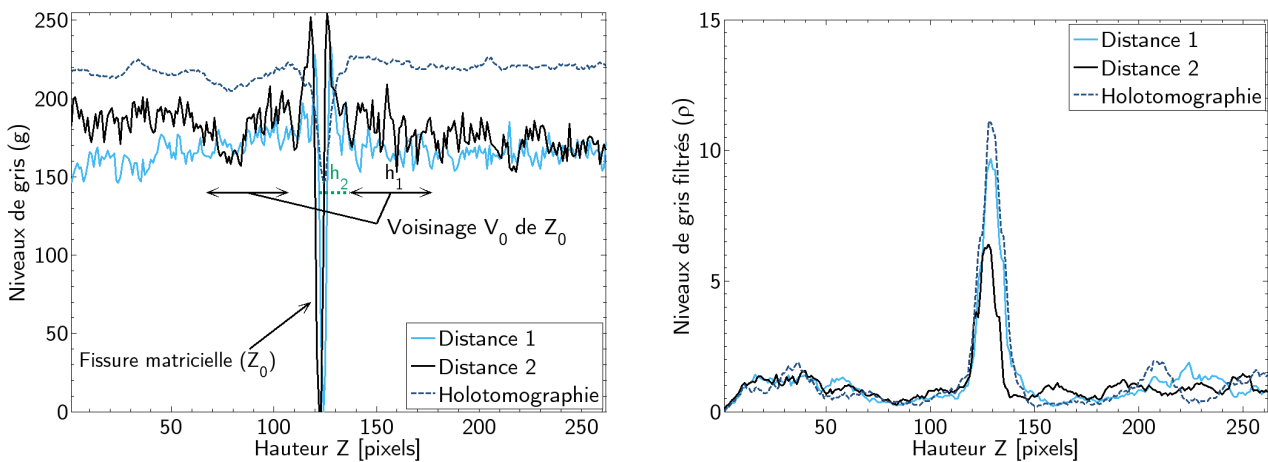 250
200
150
100
50
0
Niveaux de gris (g)
h2
h1
Voisinage V0 de Z0
Fissure matricielle (Z0)
Distance 1
Distance 2
Holotomographie
50 100 150 200 250
Hauteur Z [pixels]
15
10
5
0
Niveaux de gris filtrés (ρ)
Distance 1
Distance 2
Holotomographie
50 100 150 200 250
Hauteur Z [pixels]